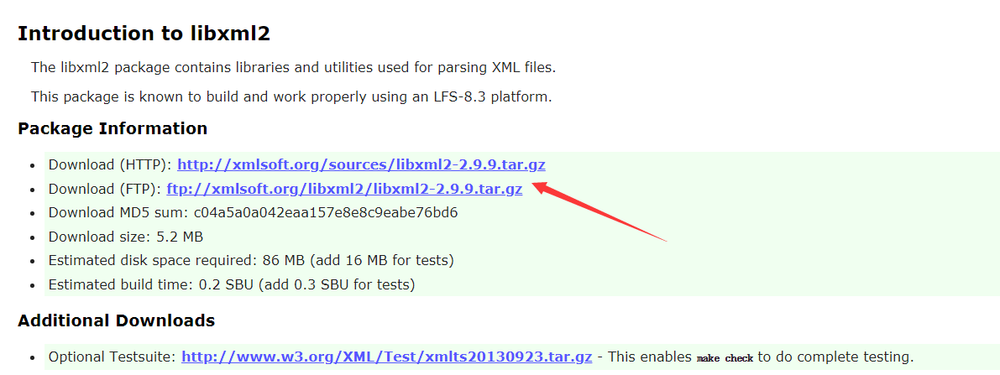 Introduction to libxml2
The libxml2 package contains libraries and utilities used for parsing XML files.
This package is known to build and work properly using an LFS-8.3 platform.
Package Information
Download (HTTP): http://xmlsoft.org/sources/libxml2-2.9.9.tar.gz
Download (FTP): ftp://xmlsoft.org/libxml2/libxml2-2.9.9.tar.gz
Download MD5 sum: c04a5a0a042eaa157e8e8c9eabe76bd6
Download size: 5.2 MB
Estimated disk space required: 86 MB (add 16 MB for tests)
Estimated build time: 0.2 SBU (add 0.3 SBU for tests)
Additional Downloads
Optional Testsuite: http://www.w3.org/XML/Test/xmlts20130923.tar.gz - This enables make check to do complete testing.